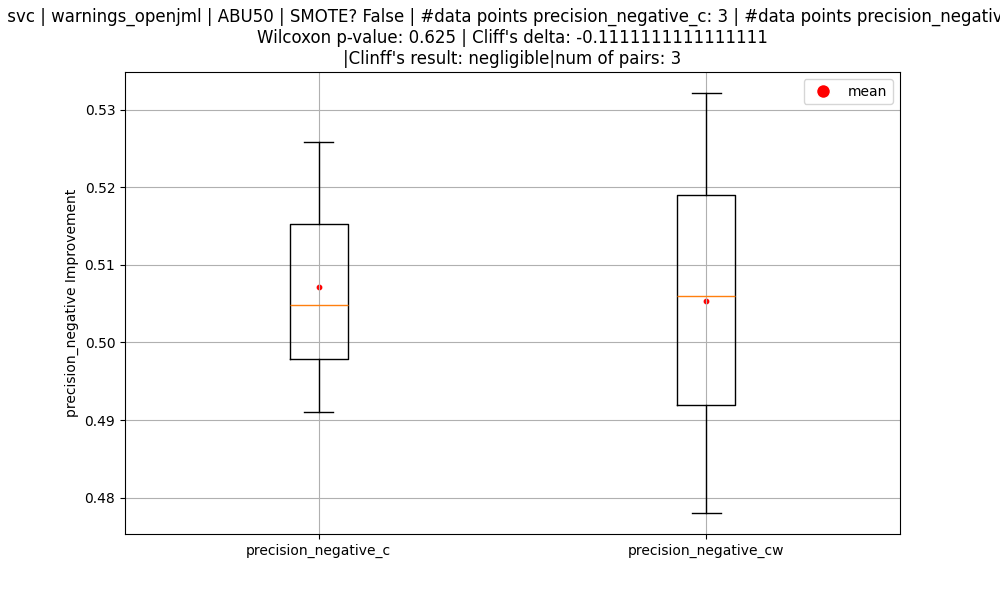 svc | warnings_openjml | ABU50 | SMOTE? False | #data points precision_negative_c: 3 | #data points
Wilcoxon p-value: 0.625 | Cliff's delta: -0.1111111111111111
|Clinff's result: negligible|num of pairs: 3
mean
0.53
0.52
0.51
0.50
0.49
0.48
precision_negative Improvement
precision_negative_c
precision_negative_cw